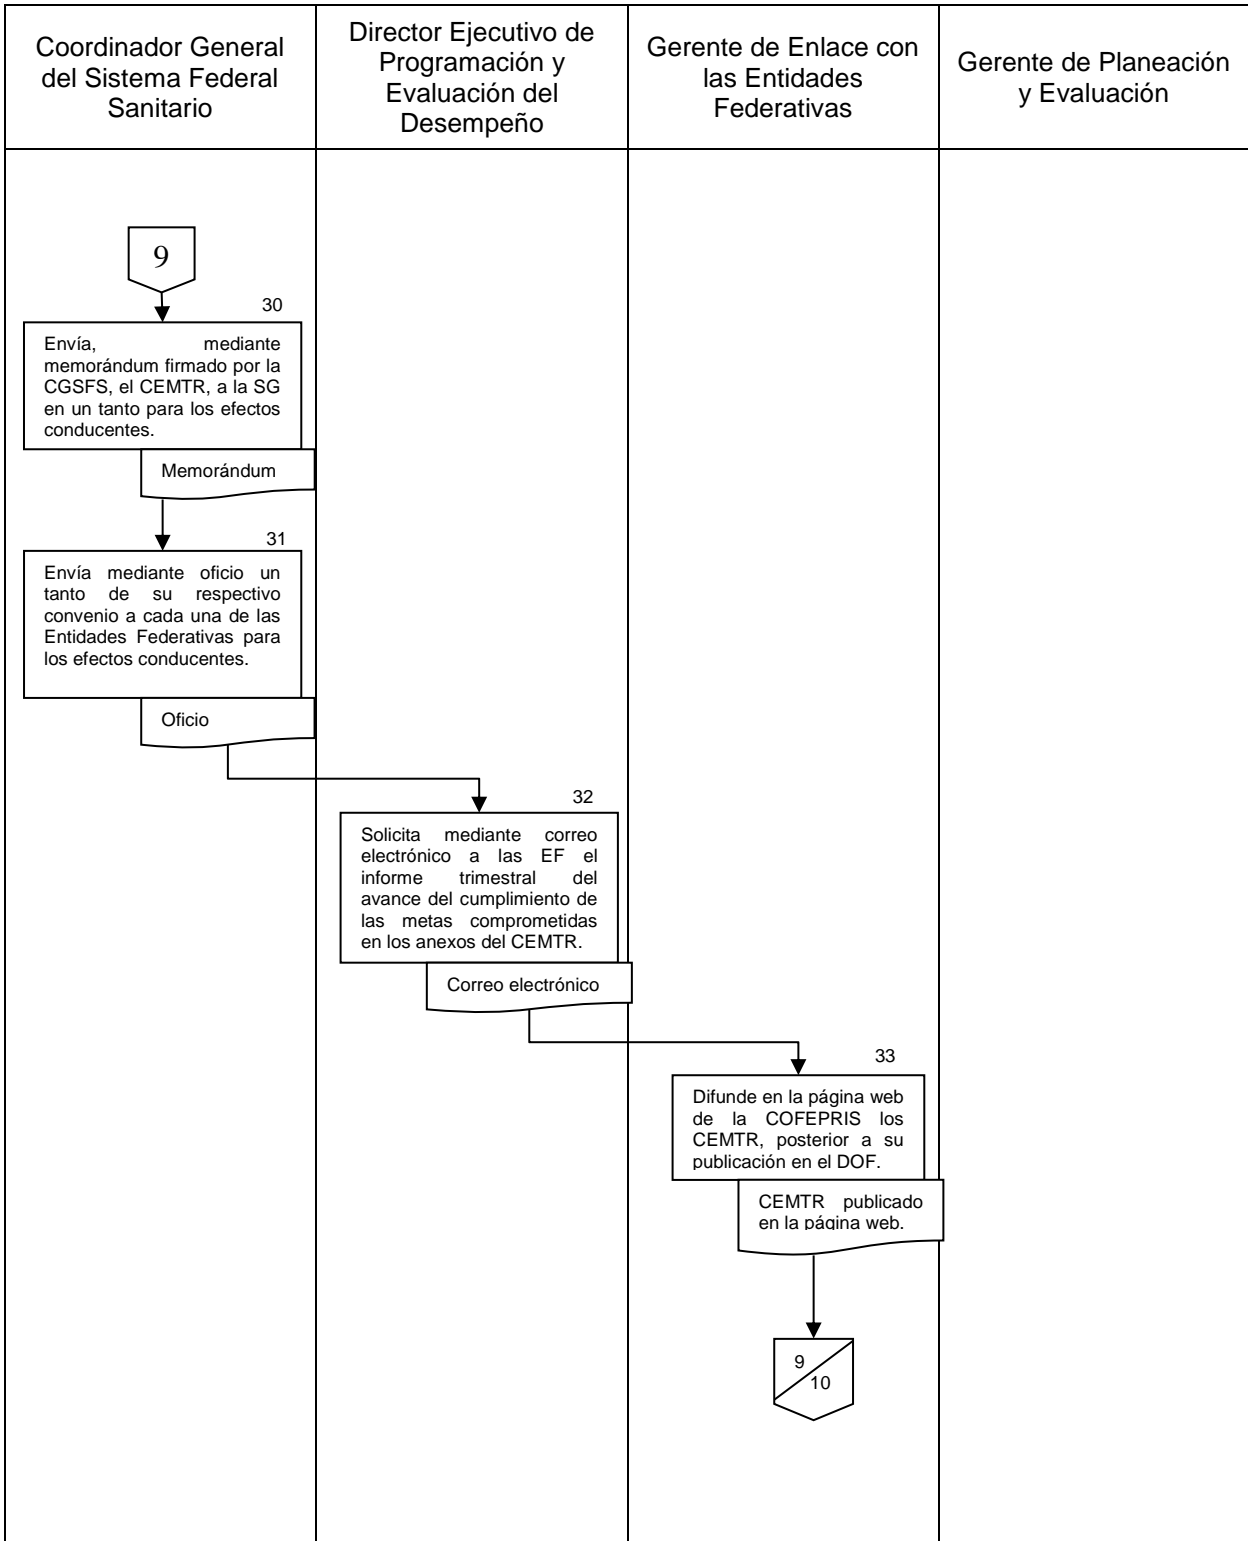 Coordinador General
del Sistema Federal
Sanitario
Director Ejecutivo de
Programación y
Evaluación del
Desempeño
Gerente de Enlace con
las Entidades
Federativas
Gerente de Planeación
y Evaluación
9
30
Envía, mediante
memorándum firmado por la
CGSFS, el CEMTR, a la SG
en un tanto para los efectos
conducentes.
Memorándum
31
Envía mediante oficio un
tanto de su respectivo
convenio a cada una de las
Entidades Federativas para
los efectos conducentes.
Oficio
32
Solicita mediante correo
electrónico a las EF el
informe trimestral del
avance del cumplimiento de
las metas comprometidas
en los anexos del CEMTR.
Correo electrónico
33
Difunde en la página web
de la COFEPRIS los
CEMTR, posterior a su
publicación en el DOF.
CEMTR publicado
en la página web.
9
10